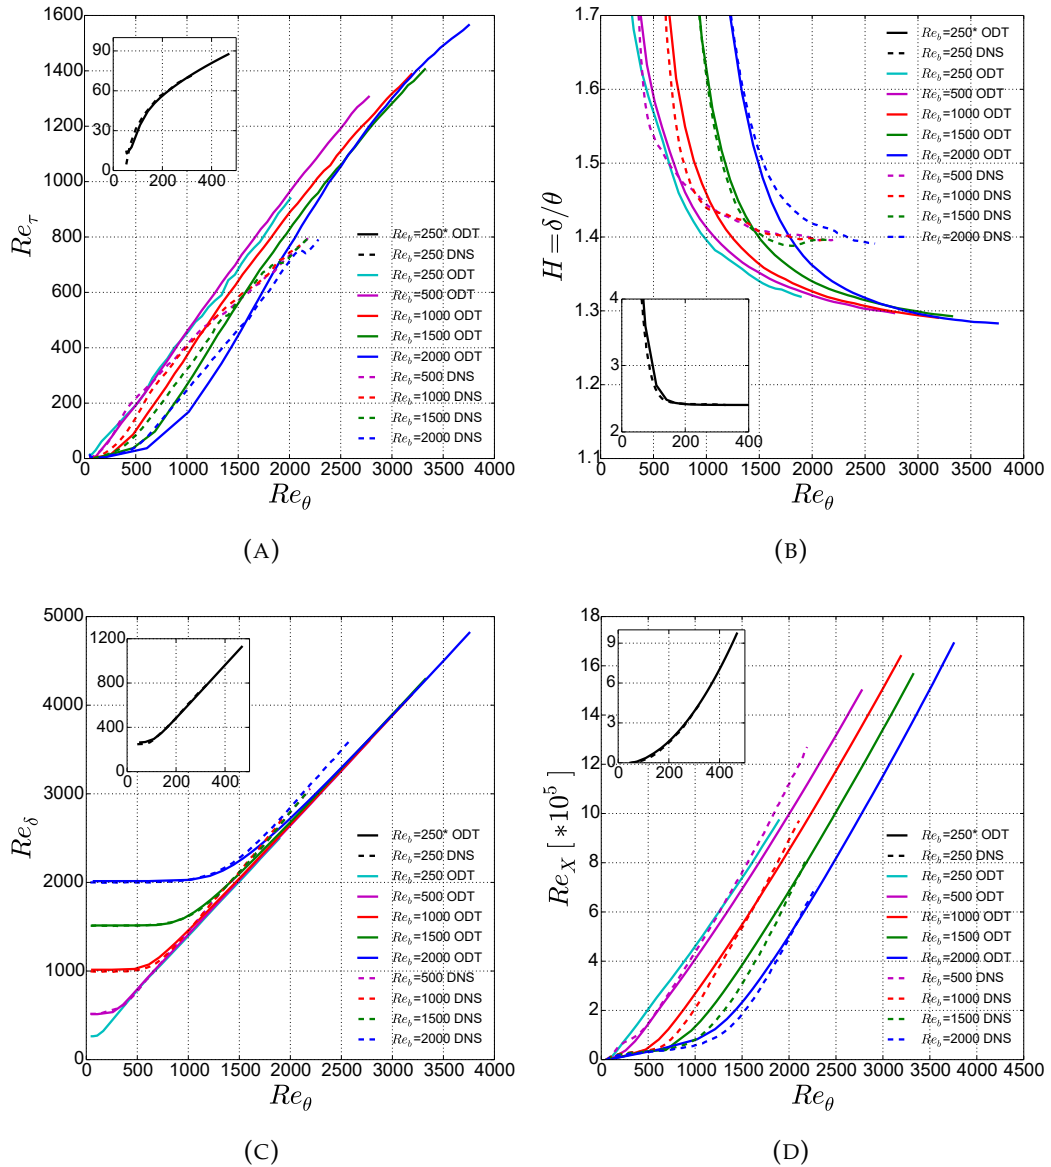 1600
1400
1200
1000
800
600
400
200
0
Re_τ
90
60
30
0
0 200 400
Re_b=250* ODT
Re_b=250 DNS
Re_b=250 ODT
Re_b=500 ODT
Re_b=1000 ODT
Re_b=1500 ODT
Re_b=2000 ODT
Re_b=500 DNS
Re_b=1000 DNS
Re_b=1500 DNS
Re_b=2000 DNS
0 500 1000 1500 2000 2500 3000 3500 4000
Re_θ
(A)
1.7
1.6
1.5
1.4
1.3
1.2
1.1
H=δ/θ
Re_b=250* ODT
Re_b=250 DNS
Re_b=250 ODT
Re_b=500 ODT
Re_b=1000 ODT
Re_b=1500 ODT
Re_b=2000 ODT
Re_b=500 DNS
Re_b=1000 DNS
Re_b=1500 DNS
Re_b=2000 DNS
4
3
2
0 200 400
0 500 1000 1500 2000 2500 3000 3500 4000
Re_θ
(B)
5000
4000
3000
2000
1000
0
Re_δ
1200
800
400
0
0 200 400
Re_b=250* ODT
Re_b=250 DNS
Re_b=250 ODT
Re_b=500 ODT
Re_b=1000 ODT
Re_b=1500 ODT
Re_b=2000 ODT
Re_b=500 DNS
Re_b=1000 DNS
Re_b=1500 DNS
Re_b=2000 DNS
0 500 1000 1500 2000 2500 3000 3500 4000
Re_θ
(C)
18
16
14
12
10
8
6
4
2
0
Re_X [*10^5]
9
6
3
0
0 200 400
Re_b=250* ODT
Re_b=250 DNS
Re_b=250 ODT
Re_b=500 ODT
Re_b=1000 ODT
Re_b=1500 ODT
Re_b=2000 ODT
Re_b=500 DNS
Re_b=1000 DNS
Re_b=1500 DNS
Re_b=2000 DNS
0 500 1000 1500 2000 2500 3000 3500 4000 4500
Re_θ
(D)